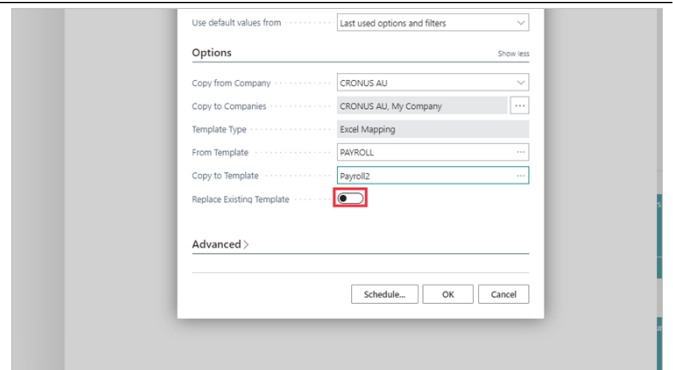 Use default values from Last used options and filters
Options Show less
Copy from Company CRONUS AU
Copy to Companies CRONUS AU, My Company ...
Template Type Excel Mapping
From Template PAYROLL ...
Copy to Template Payroll2 ...
Replace Existing Template
Advanced >
Schedule... OK Cancel